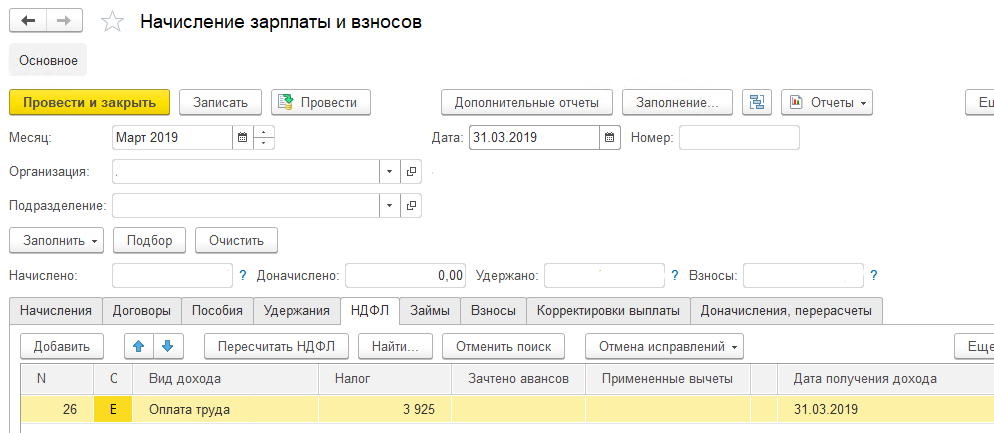 Начисление зарплаты и взносов
Основное
Провести и закрыть Записать Провести Дополнительные отчеты Заполнение... Отчеты Ещ
Месяц: Март 2019 Дата: 31.03.2019 Номер:
Организация:
Подразделение:
Заполнить Подбор Очистить
Начислено: ? Доначислено: 0,00 Удержано: ? Взносы: ?
Начисления Договоры Пособия Удержания НДФЛ Займы Взносы Корректировки выплаты Доначисления, перерасчеты
Добавить Пересчитать НДФЛ Найти... Отменить поиск Отмена исправлений Еще
N С Вид дохода Налог Зачтено авансов Примененные вычеты Дата получения дохода
26 Е Оплата труда 3 925 31.03.2019